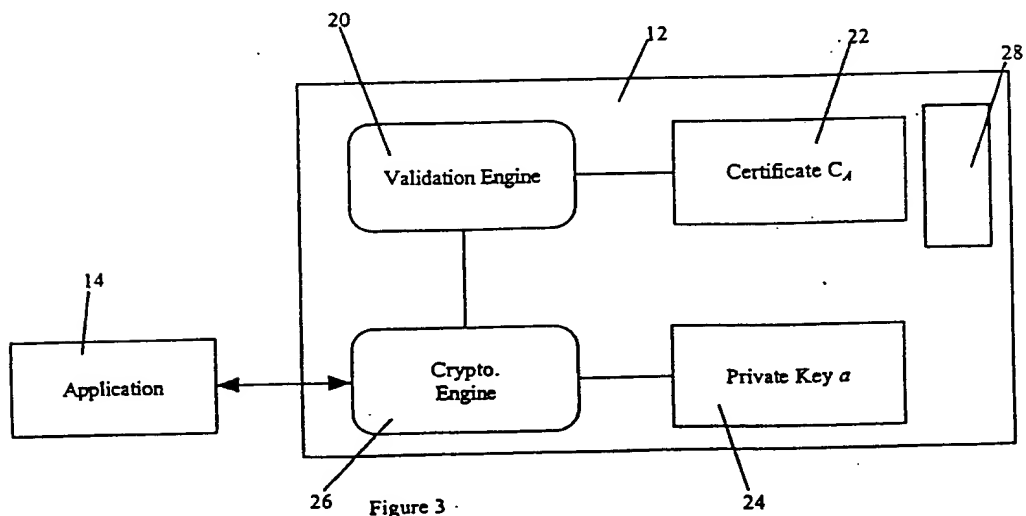 20
12
22
28
Validation Engine
Certificate C_A
14
Application
Crypto.
Engine
Private Key a
26
24
Figure 3